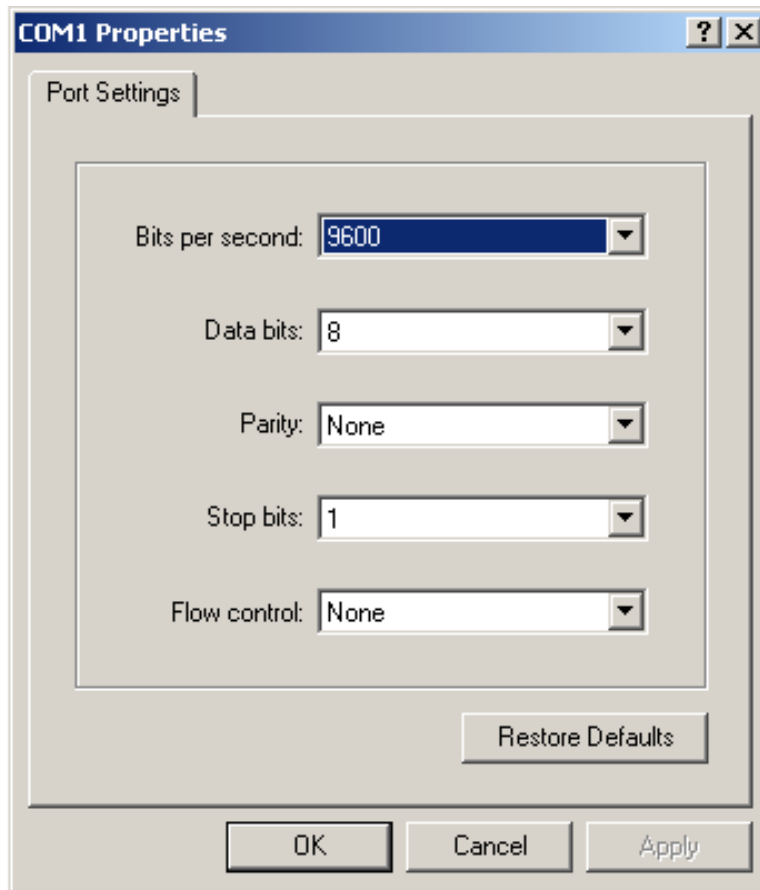 COM1 Properties
Port Settings
Bits per second: 9600
Data bits: 8
Parity: None
Stop bits: 1
Flow control: None
Restore Defaults
OK Cancel Apply